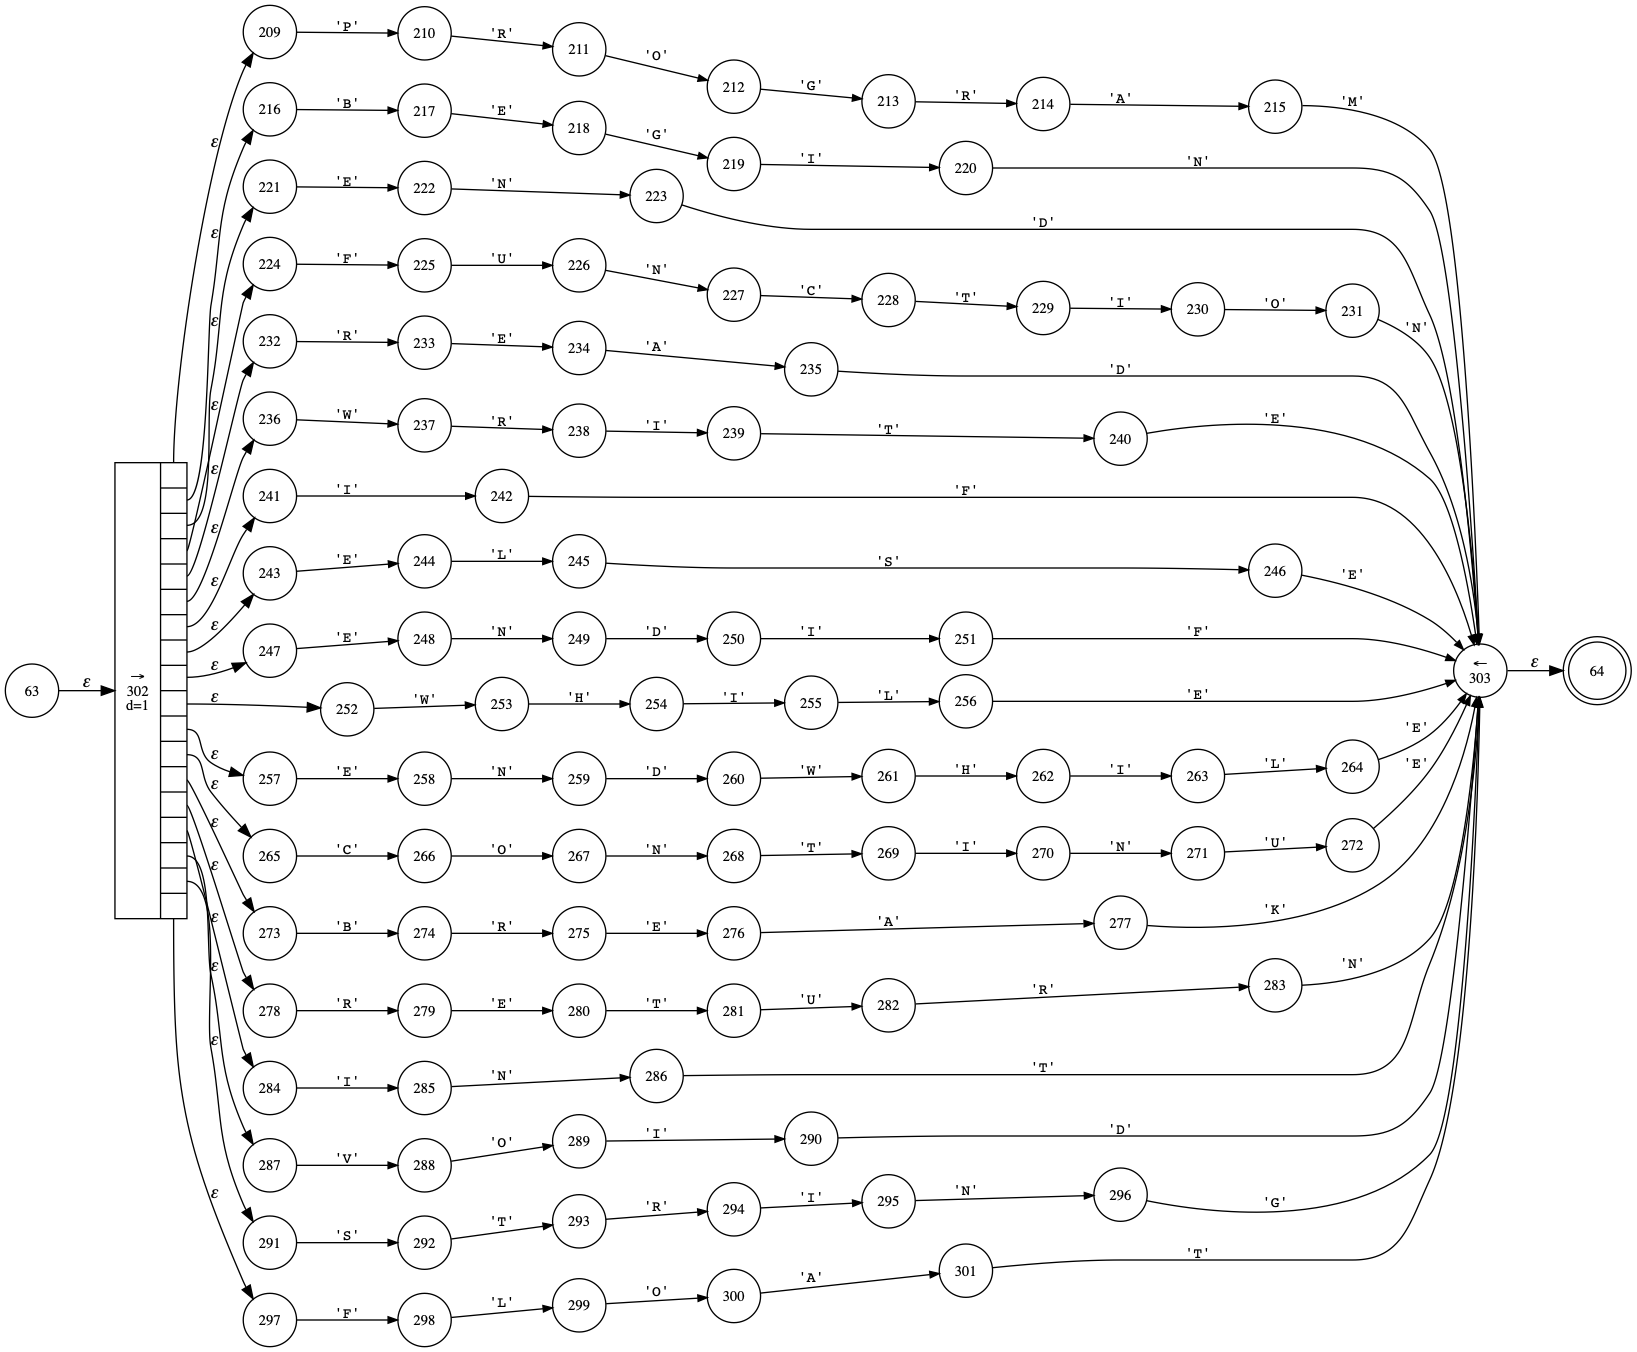 209 'P' 210 'R' 211 'O' 212 'G' 213 'R' 214 'A' 215 'M'
ε 216 'B' 217 'E' 218 'G' 219 'I' 220 'N'
ε 221 'E' 222 'N' 223 'D'
ε 224 'F' 225 'U' 226 'N' 227 'C' 228 'T' 229 'I' 230 'O' 231 'N'
ε 232 'R' 233 'E' 234 'A' 235 'D'
ε 236 'W' 237 'R' 238 'I' 239 'T' 240 'E'
ε 241 'I' 242 'F'
ε 243 'E' 244 'L' 245 'S' 246 'E'
ε 247 'E' 248 'N' 249 'D' 250 'I' 251 'F'
63 ε → 302 d=1
ε 252 'W' 253 'H' 254 'I' 255 'L' 256 'E'
← 303 ε 64
ε 257 'E' 258 'N' 259 'D' 260 'W' 261 'H' 262 'I' 263 'L' 264 'E'
ε 265 'C' 266 'O' 267 'N' 268 'T' 269 'I' 270 'N' 271 'U' 272 'E'
ε 273 'B' 274 'R' 275 'E' 276 'A' 277 'K'
ε 278 'R' 279 'E' 280 'T' 281 'U' 282 'R' 283 'N'
ε 284 'I' 285 'N' 286 'T'
ε 287 'V' 288 'O' 289 'I' 290 'D'
ε 291 'S' 292 'T' 293 'R' 294 'I' 295 'N' 296 'G'
ε 297 'F' 298 'L' 299 'O' 300 'A' 301 'T'